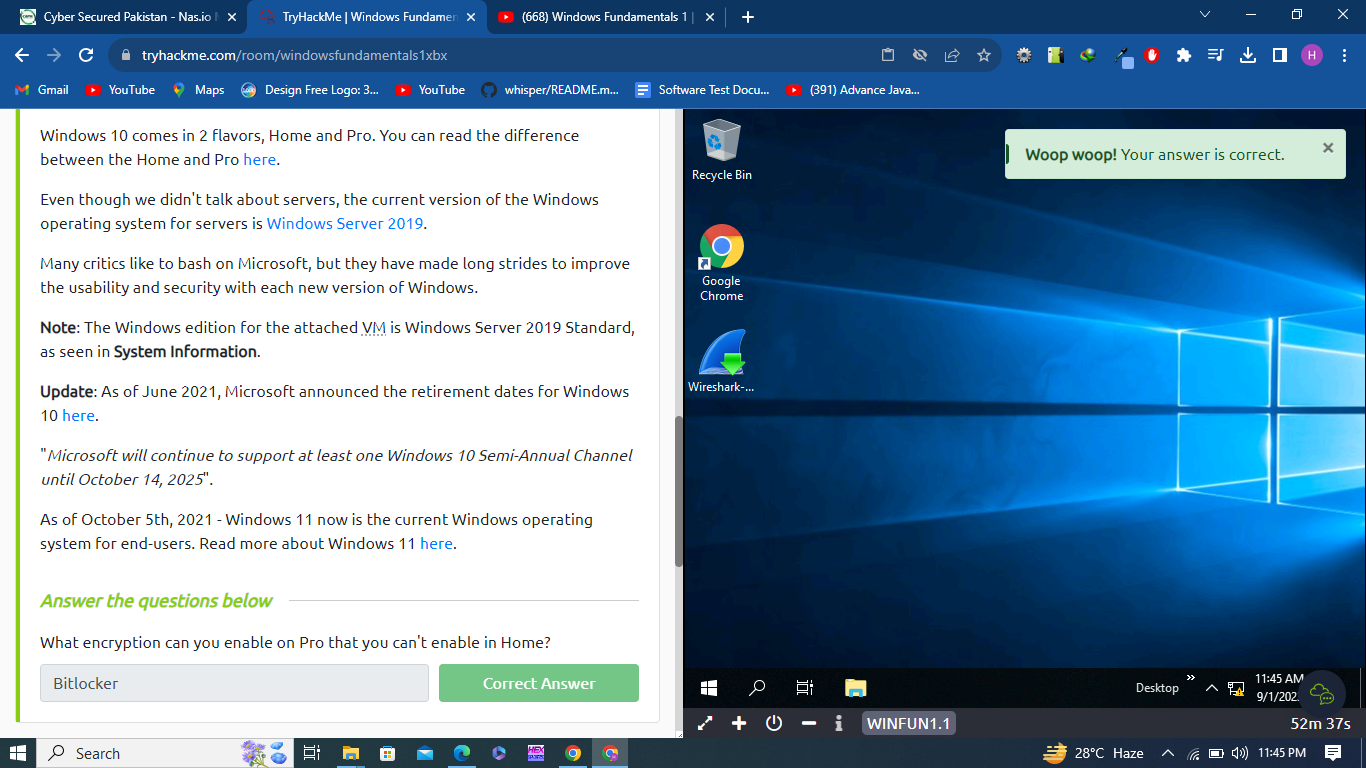 Cyber Secured Pakistan - Nas.io
TryHackMe | Windows Fundamen
(668) Windows Fundamentals 1 |
tryhackme.com/room/windowsfundamentals1xbx
H
Gmail
YouTube
Maps
Design Free Logo: 3...
YouTube
whisper/README.m...
Software Test Docu...
(391) Advance Java...
Windows 10 comes in 2 flavors, Home and Pro. You can read the difference
between the Home and Pro here.
Even though we didn't talk about servers, the current version of the Windows
operating system for servers is Windows Server 2019.
Many critics like to bash on Microsoft, but they have made long strides to improve
the usability and security with each new version of Windows.
Note: The Windows edition for the attached VM is Windows Server 2019 Standard,
as seen in System Information.
Update: As of June 2021, Microsoft announced the retirement dates for Windows
10 here.
"Microsoft will continue to support at least one Windows 10 Semi-Annual Channel
until October 14, 2025".
As of October 5th, 2021 - Windows 11 now is the current Windows operating
system for end-users. Read more about Windows 11 here.
Answer the questions below
What encryption can you enable on Pro that you can't enable in Home?
Bitlocker
Correct Answer
Recycle Bin
Woop woop! Your answer is correct.
Google
Chrome
Wireshark-...
Desktop
11:45 AM
9/1/202
WINFUN1.1
52m 37s
Search
HEX
28°C Haze
11:45 PM